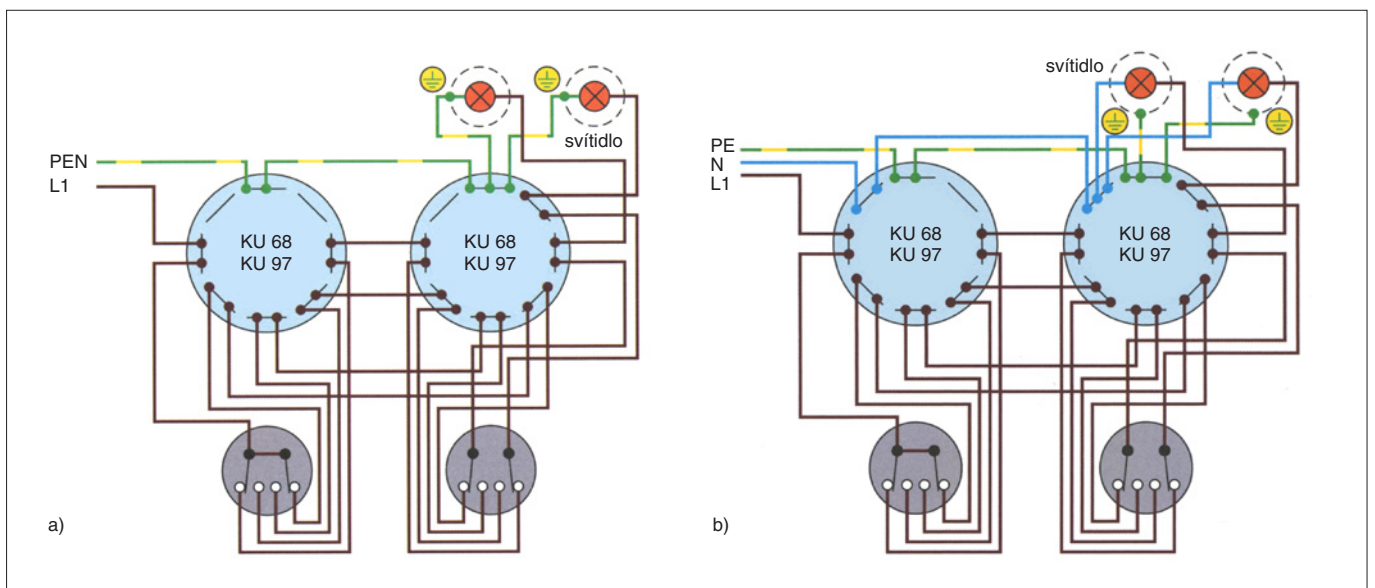 svítidlo
PEN
L1
KU 68
KU 97
KU 68
KU 97
a)
svítidlo
PE
N
L1
KU 68
KU 97
KU 68
KU 97
b)